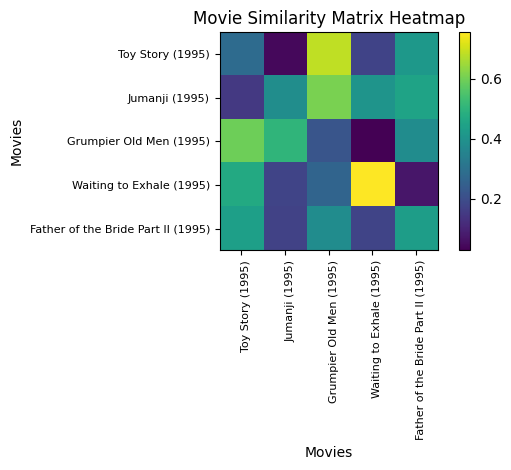 Movie Similarity Matrix Heatmap
Movies
Toy Story (1995)
Jumanji (1995)
Grumpier Old Men (1995)
Waiting to Exhale (1995)
Father of the Bride Part II (1995)
0.6
0.4
0.2
Toy Story (1995)
Jumanji (1995)
Grumpier Old Men (1995)
Waiting to Exhale (1995)
Father of the Bride Part II (1995)
Movies